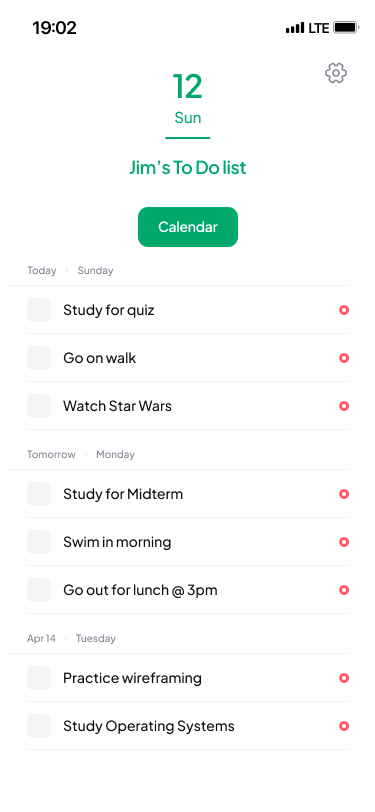 19:02 LTE
12
Sun
Jim’s To Do list
Calendar
Today Sunday
Study for quiz
Go on walk
Watch Star Wars
Tomorrow Monday
Study for Midterm
Swim in morning
Go out for lunch @ 3pm
Apr 14 Tuesday
Practice wireframing
Study Operating Systems